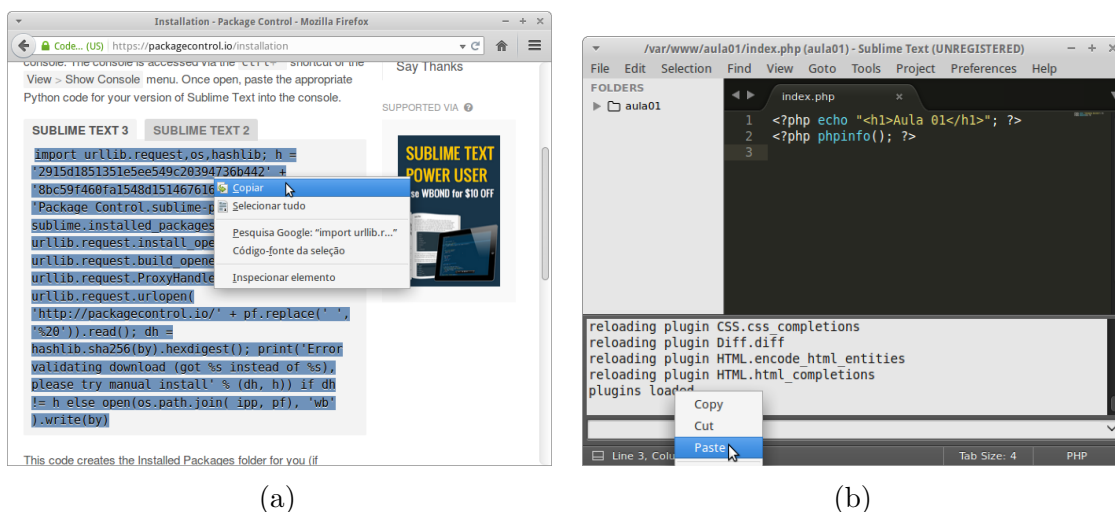 Installation - Package Control - Mozilla Firefox
Code... (US) https://packagecontrol.io/installation
console. The console is accessed via the ctrl+` shortcut or the
View > Show Console menu. Once open, paste the appropriate
Python code for your version of Sublime Text into the console.
SUBLIME TEXT 3 SUBLIME TEXT 2
import urllib.request,os,hashlib; h =
'2915d1851351e5ee549c20394736b442' +
'8bc59f460fa1548d151467616
'Package Control.sublime-p
sublime.installed_packages
urllib.request.install_ope
urllib.request.build_opene
urllib.request.ProxyHandle
urllib.request.urlopen(
'http://packagecontrol.io/' + pf.replace(' ',
'%20')).read(); dh =
hashlib.sha256(by).hexdigest(); print('Error
validating download (got %s instead of %s),
please try manual install' % (dh, h)) if dh
!= h else open(os.path.join( ipp, pf), 'wb'
).write(by)
This code creates the Installed Packages folder for you (if
Copiar
Selecionar tudo
Pesquisa Google: “import urllib.r...”
Código-fonte da seleção
Inspecionar elemento
Say Thanks
SUPPORTED VIA
SUBLIME TEXT
POWER USER
se WBOND for $10 OFF
(a)
/var/www/aula01/index.php (aula01) - Sublime Text (UNREGISTERED)
File Edit Selection Find View Goto Tools Project Preferences Help
FOLDERS
aula01
index.php
1 <?php echo "<h1>Aula 01</h1>"; ?>
2 <?php phpinfo(); ?>
3
reloading plugin CSS.css_completions
reloading plugin Diff.diff
reloading plugin HTML.encode_html_entities
reloading plugin HTML.html_completions
plugins loaded
Copy
Cut
Paste
Line 3, Colu
Tab Size: 4 PHP
(b)